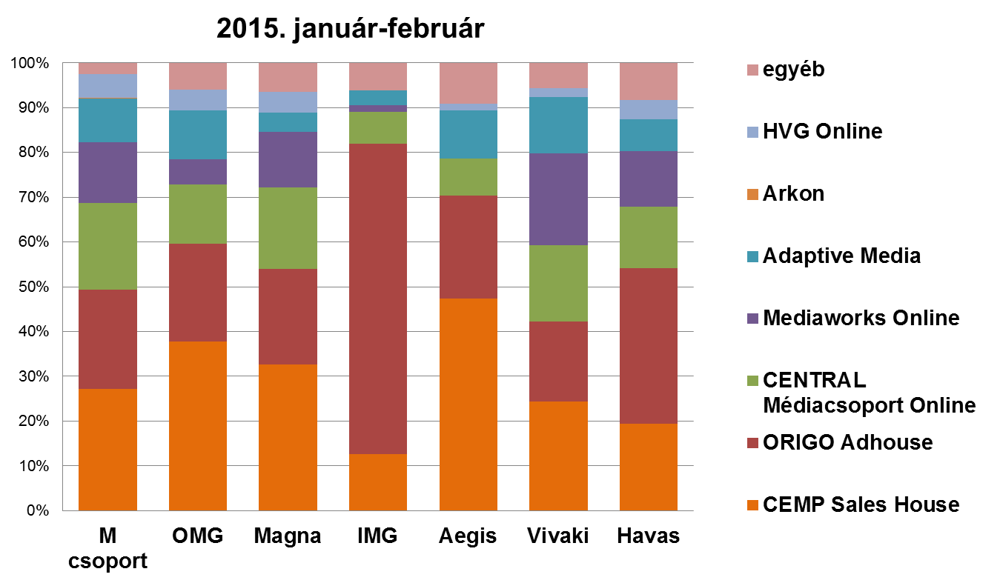 2015. január-február
100%
90%
80%
70%
60%
50%
40%
30%
20%
10%
0%
M
csoport
OMG
Magna
IMG
Aegis
Vivaki
Havas
egyéb
HVG Online
Arkon
Adaptive Media
Mediaworks Online
CENTRAL
Médiacsoport Online
ORIGO Adhouse
CEMP Sales House